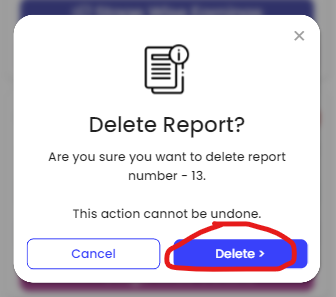 Delete Report?
Are you sure you want to delete report
number - 13.
This action cannot be undone.
Cancel
Delete >